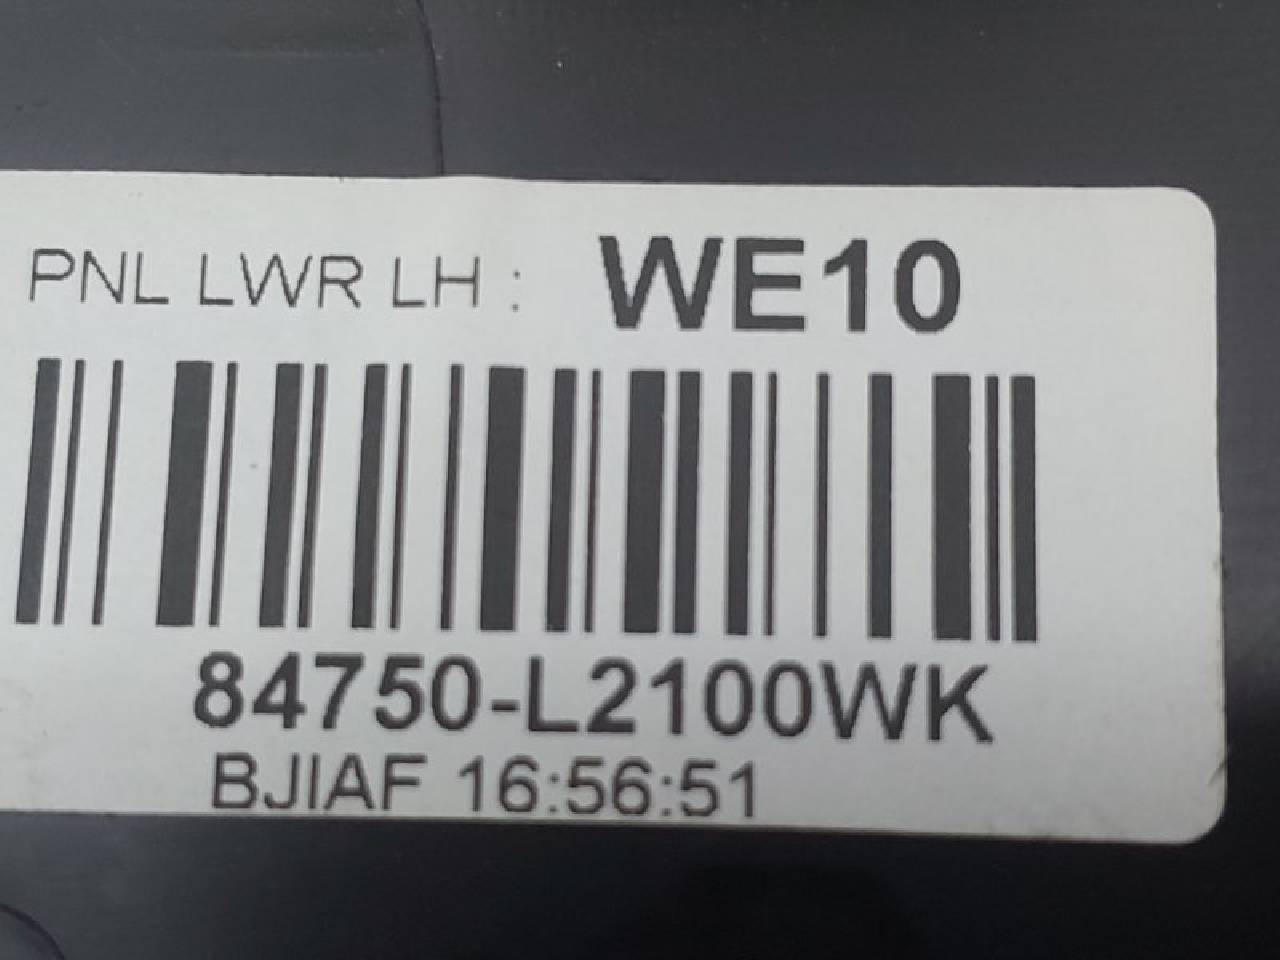 PNL LWR LH : WE10
84750-L2100WK
BJIAF 16:56:51